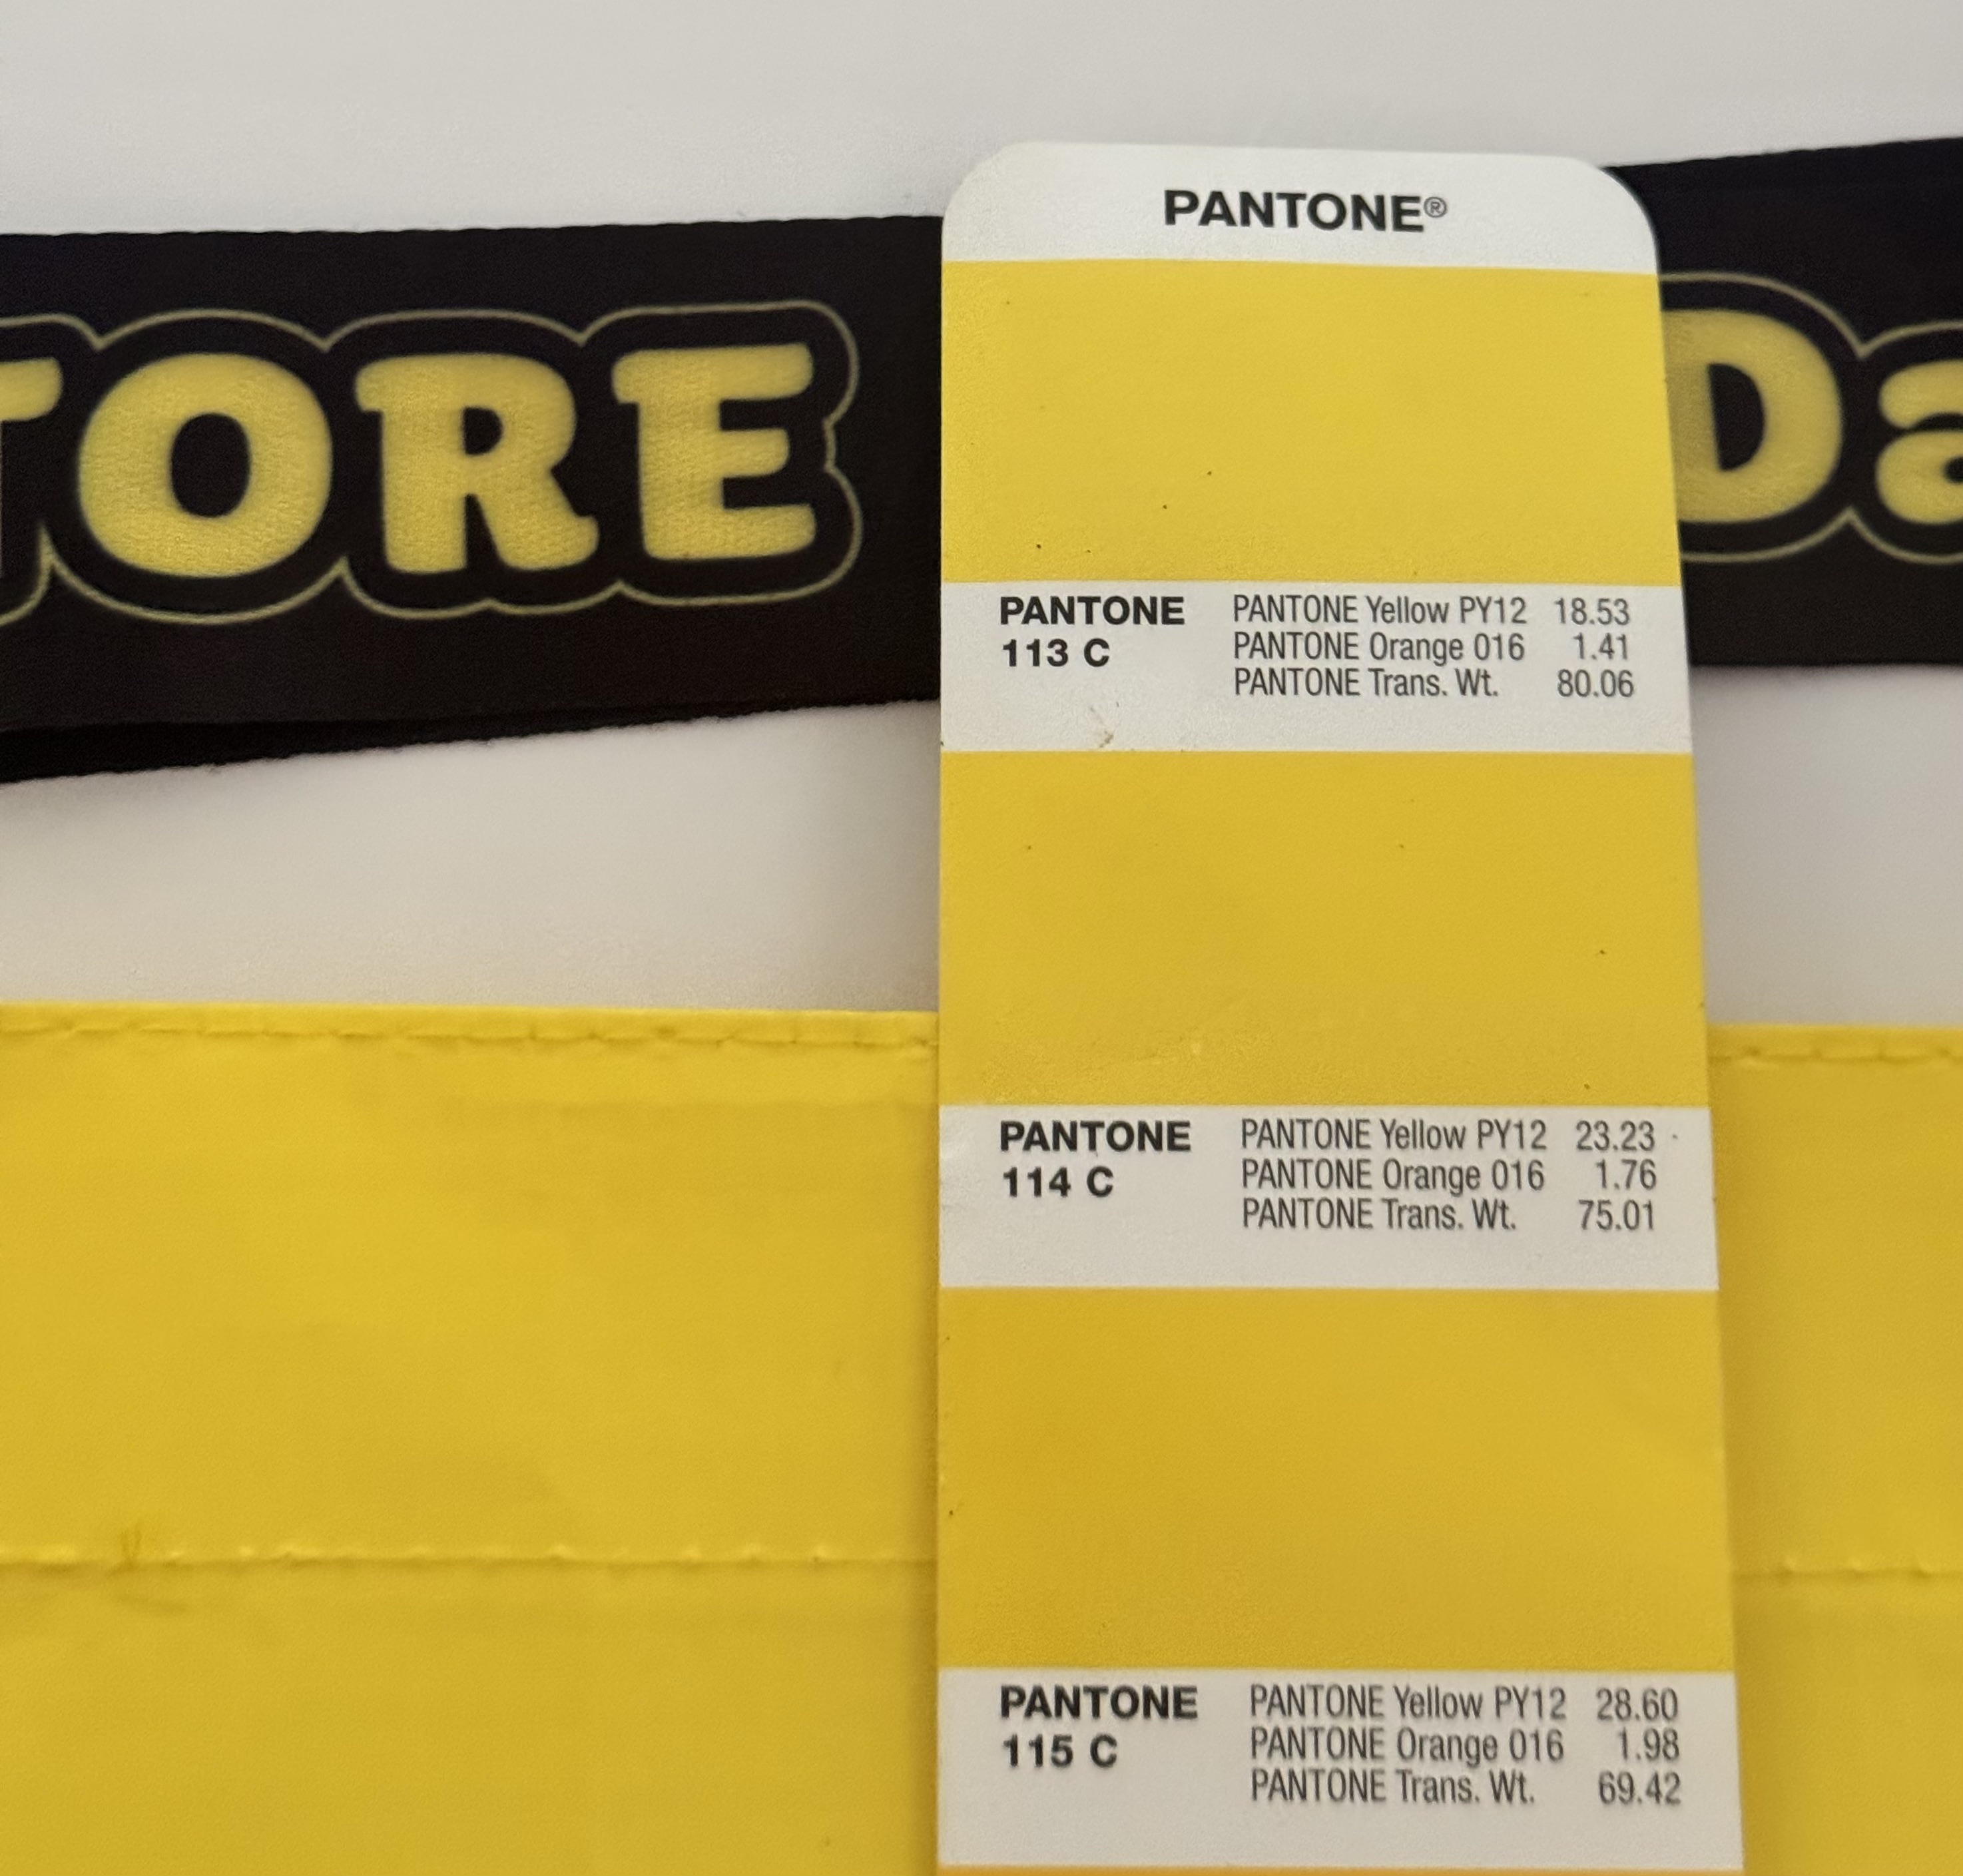 TORE
Da
PANTONE®
PANTONE PANTONE Yellow PY12 18.53
113 C PANTONE Orange 016 1.41
PANTONE Trans. Wt. 80.06
PANTONE PANTONE Yellow PY12 23.23
114 C PANTONE Orange 016 1.76
PANTONE Trans. Wt. 75.01
PANTONE PANTONE Yellow PY12 28.60
115 C PANTONE Orange 016 1.98
PANTONE Trans. Wt. 69.42